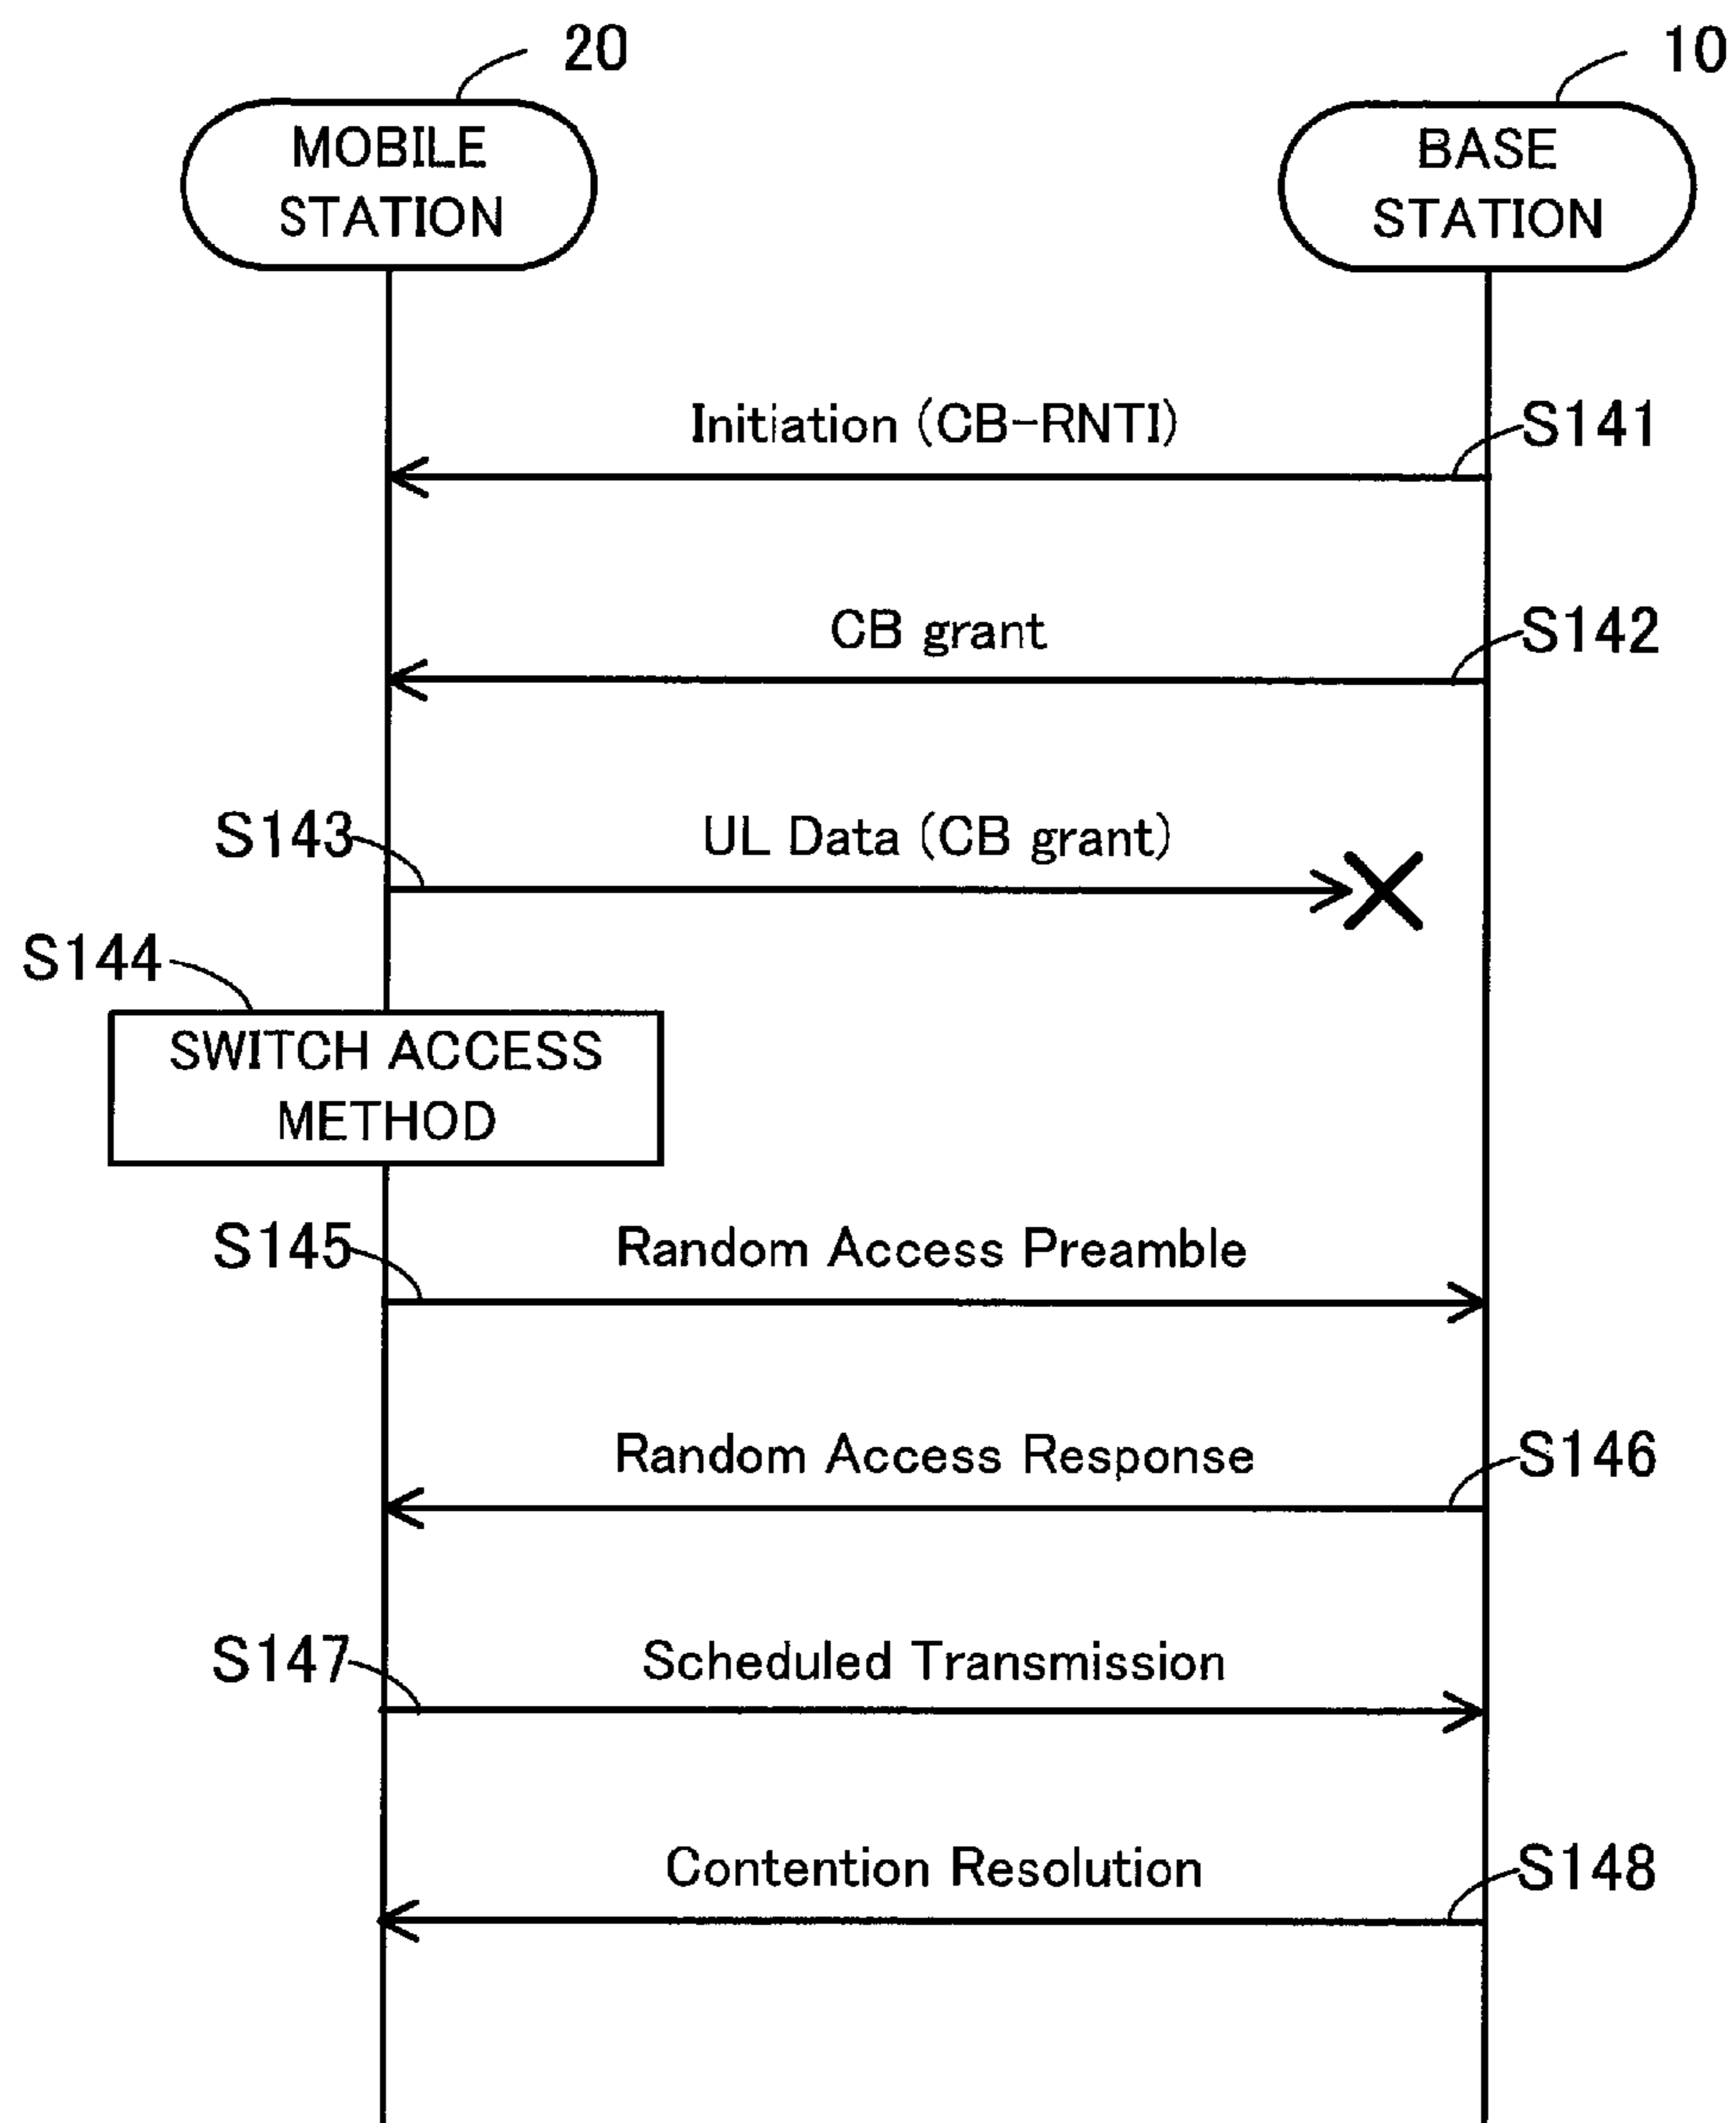 20
10
MOBILE
STATION
BASE
STATION
Initiation (CB-RNTI)
S141
CB grant
S142
S143
UL Data (CB grant)
S144
SWITCH ACCESS
METHOD
S145
Random Access Preamble
Random Access Response
S146
S147
Scheduled Transmission
Contention Resolution
S148